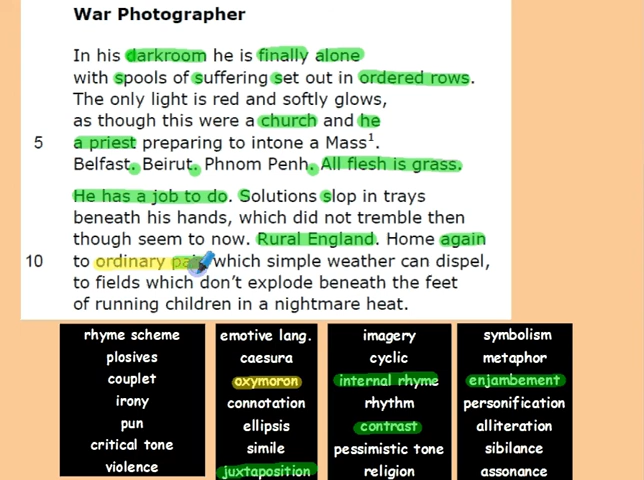 War Photographer
In his darkroom he is finally alone
with spools of suffering set out in ordered rows.
The only light is red and softly glows,
as though this were a church and he
5 a priest preparing to intone a Mass¹.
Belfast. Beirut. Phnom Penh. All flesh is grass.
He has a job to do. Solutions slop in trays
beneath his hands, which did not tremble then
though seem to now. Rural England. Home again
10 to ordinary which simple weather can dispel,
to fields which don't explode beneath the feet
of running children in a nightmare heat.
rhyme scheme
plosives
couplet
irony
pun
critical tone
violence
emotive lang.
caesura
oxymoron
connotation
ellipsis
simile
juxtaposition
imagery
cyclic
internal rhyme
rhythm
contrast
pessimistic tone
religion
symbolism
metaphor
enjambement
personification
alliteration
sibilance
assonance